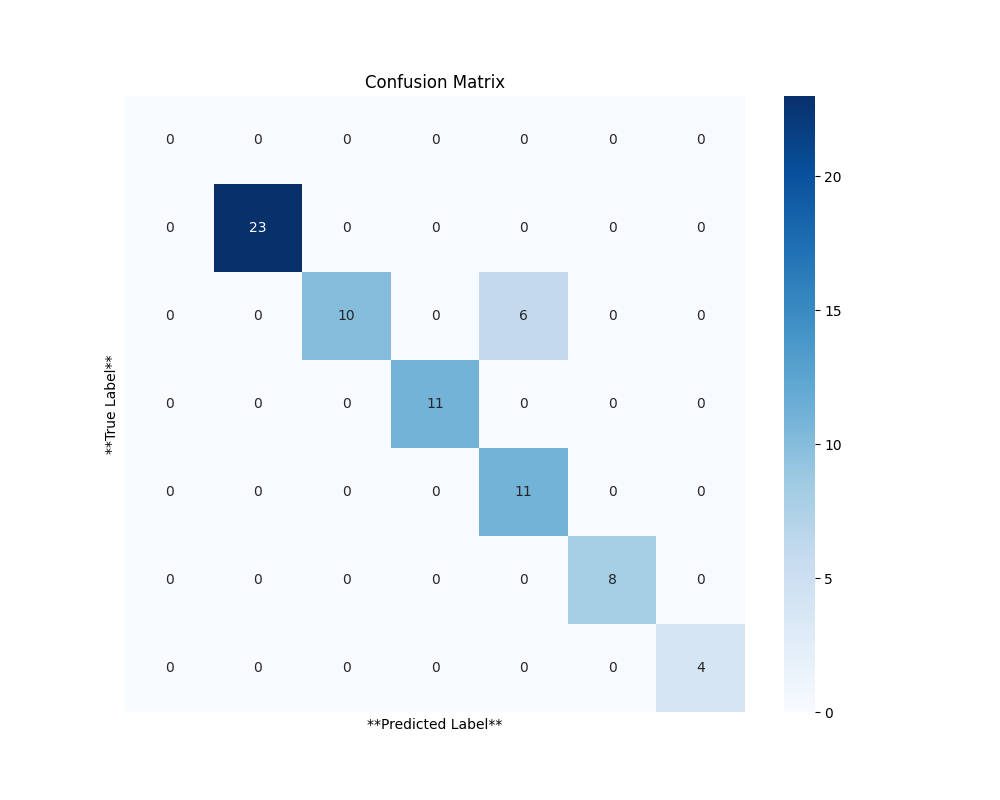 Confusion Matrix
0 0 0 0 0 0 0
0 23 0 0 0 0 0
0 0 10 0 6 0 0
0 0 0 11 0 0 0
0 0 0 0 11 0 0
0 0 0 0 0 8 0
0 0 0 0 0 0 4
**True Label**
**Predicted Label**
20
15
10
5
0